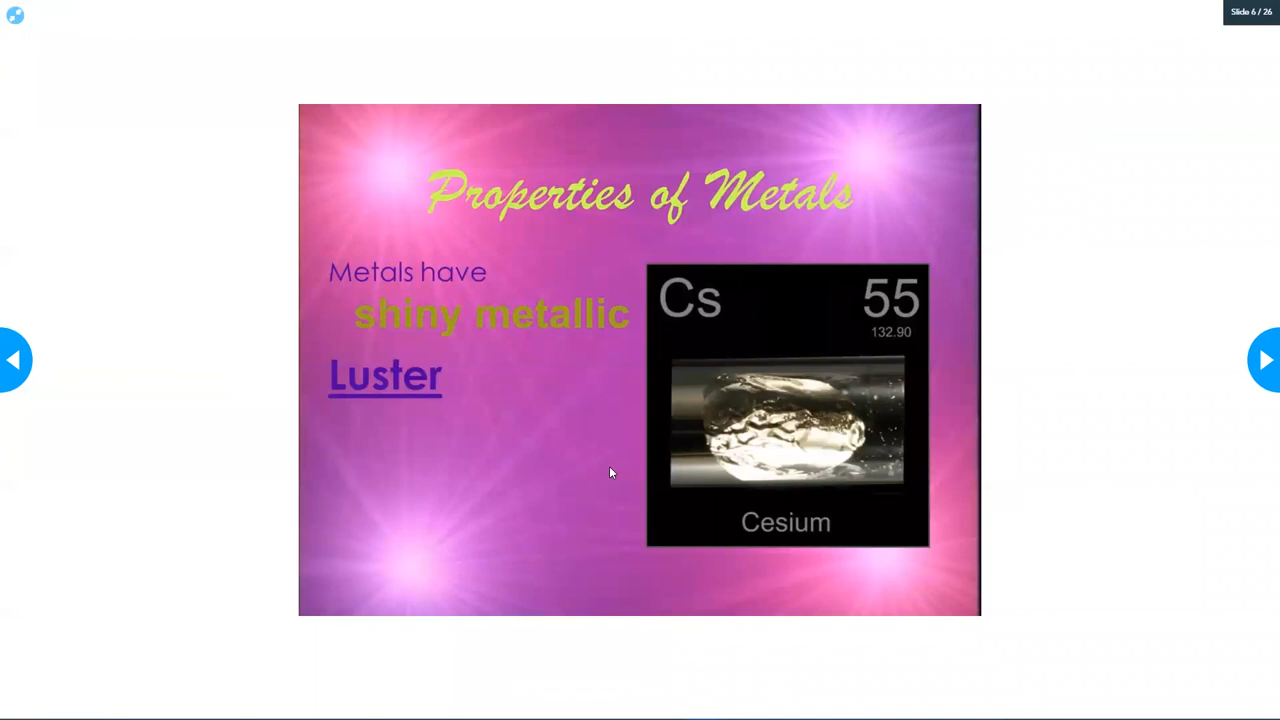 Slide 6 / 26
Properties of Metals
Metals have
shiny metallic
Luster
Cs 55
132.90
Cesium